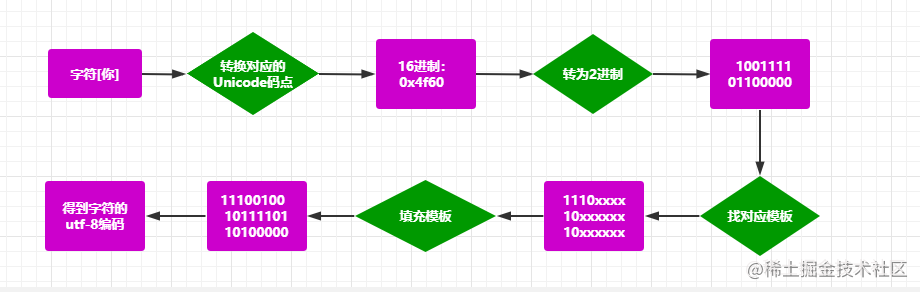 字符[你]
转换对应的
Unicode码点
16进制：
0x4f60
转为2进制
1001111
01100000
找对应模板
1110xxxx
10xxxxxx
10xxxxxx
填充模板
11100100
10111101
10100000
得到字符的
utf-8编码
@稀土掘金技术社区